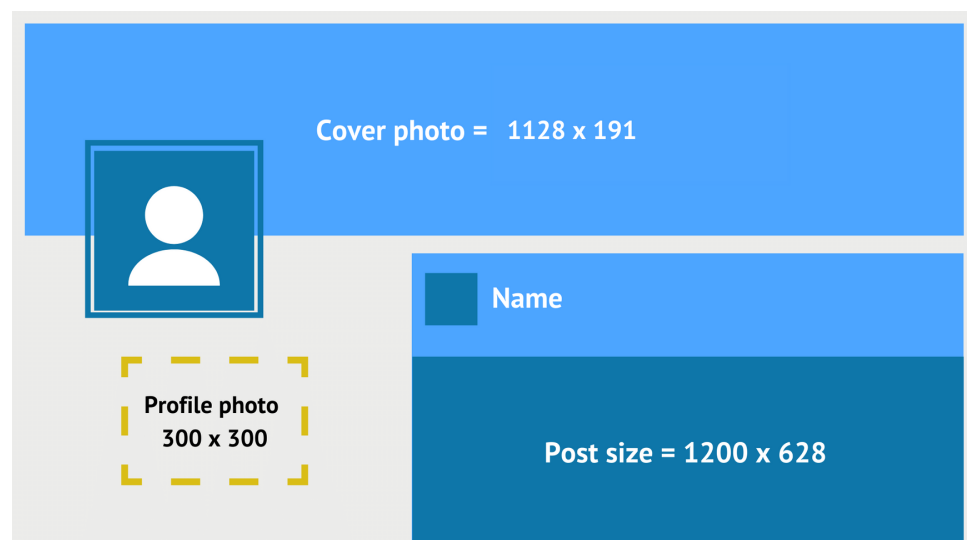 Cover photo = 1128 x 191
Name
Profile photo
300 x 300
Post size = 1200 x 628